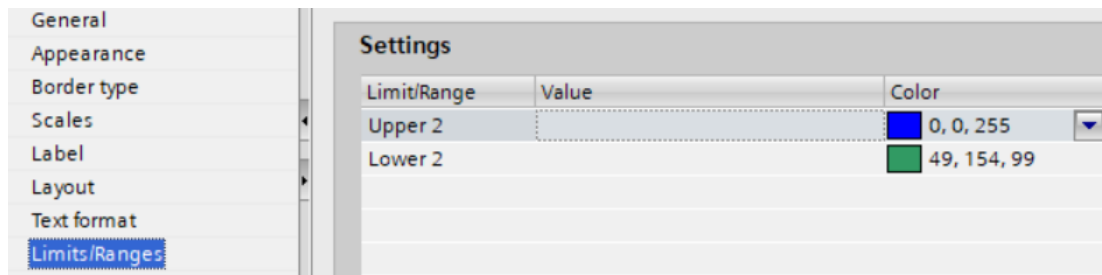 General
Appearance
Border type
Scales
Label
Layout
Text format
Limits/Ranges
Settings
Limit/Range Value Color
Upper 2 0, 0, 255
Lower 2 49, 154, 99